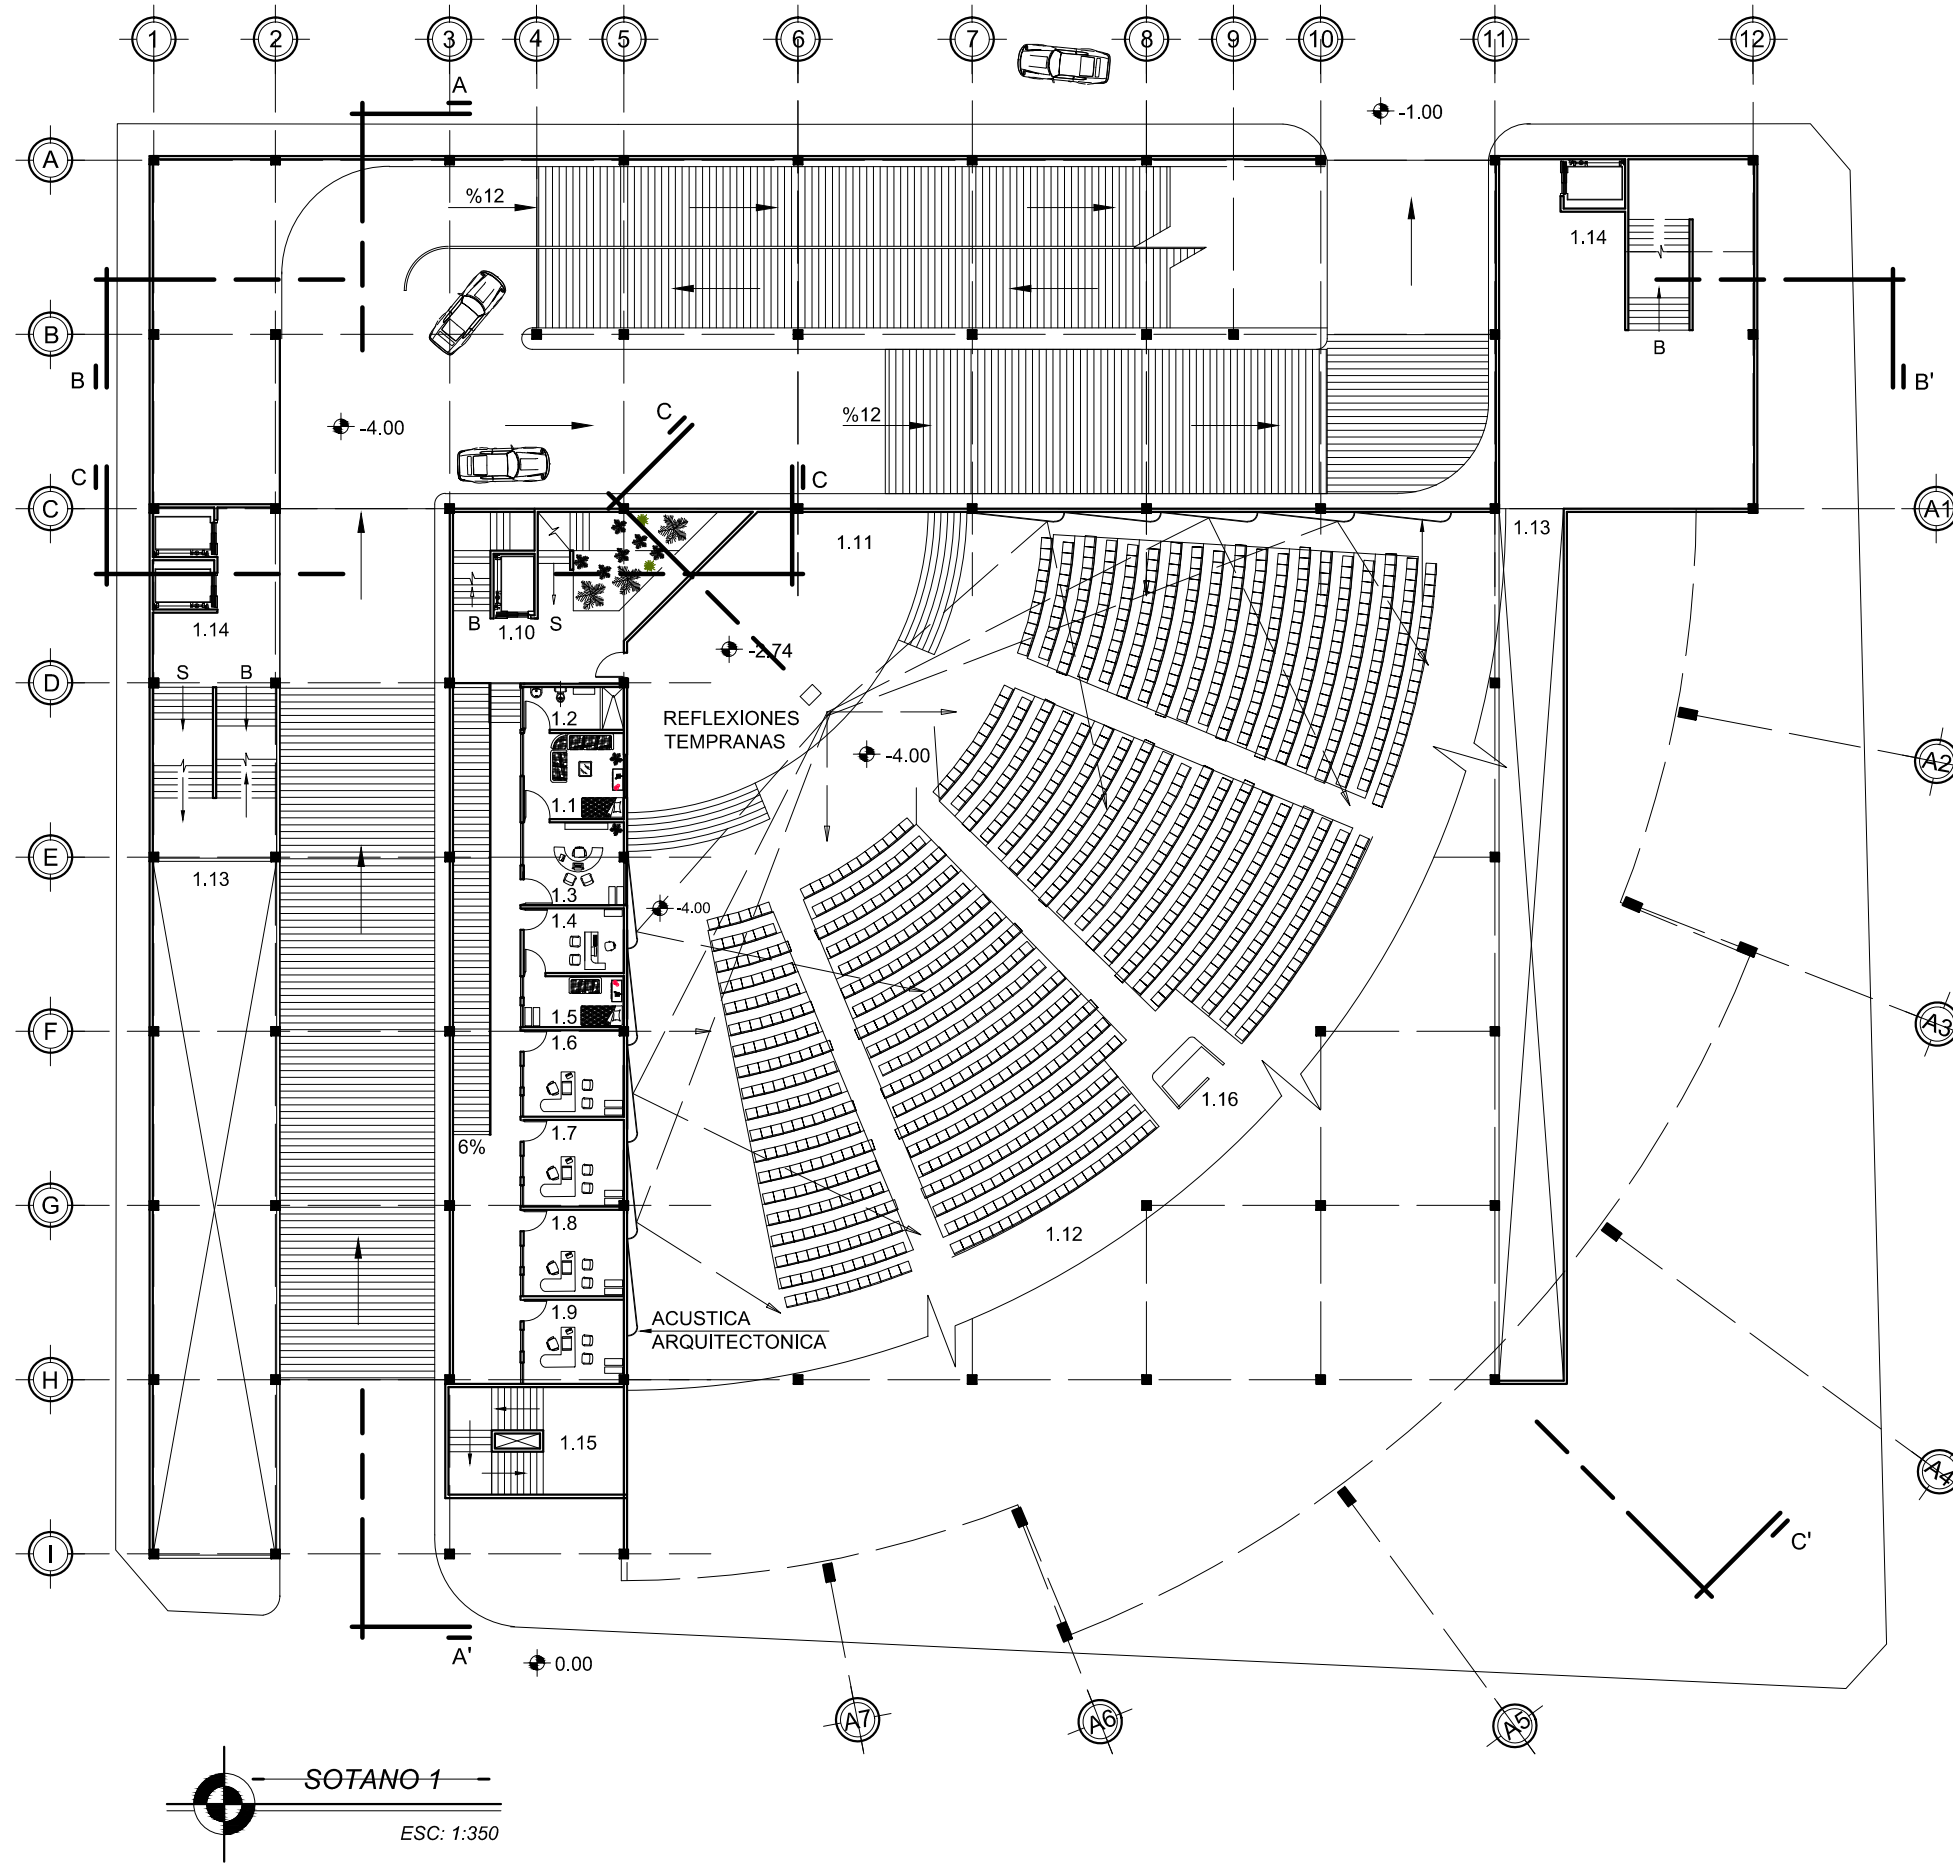 1 2 3 4 5 6 7 8 9 10 11 12
A
-1.00
A
%12
1.14
B
B
B
B'
C
%12
-4.00
C
C
C
A1
1.11
1.13
1.14
B
1.10
S
-2.74
S
B
D
1.2
REFLEXIONES
TEMPRANAS
-4.00
A2
1.1
E
1.13
1.3
-4.00
1.4
1.5
F
A3
1.6
1.16
1.7
6%
G
1.8
1.12
1.9
ACUSTICA
ARQUITECTONICA
H
1.15
A4
C'
I
A'
0.00
A7
A6
A5
SOTANO 1
ESC: 1:350